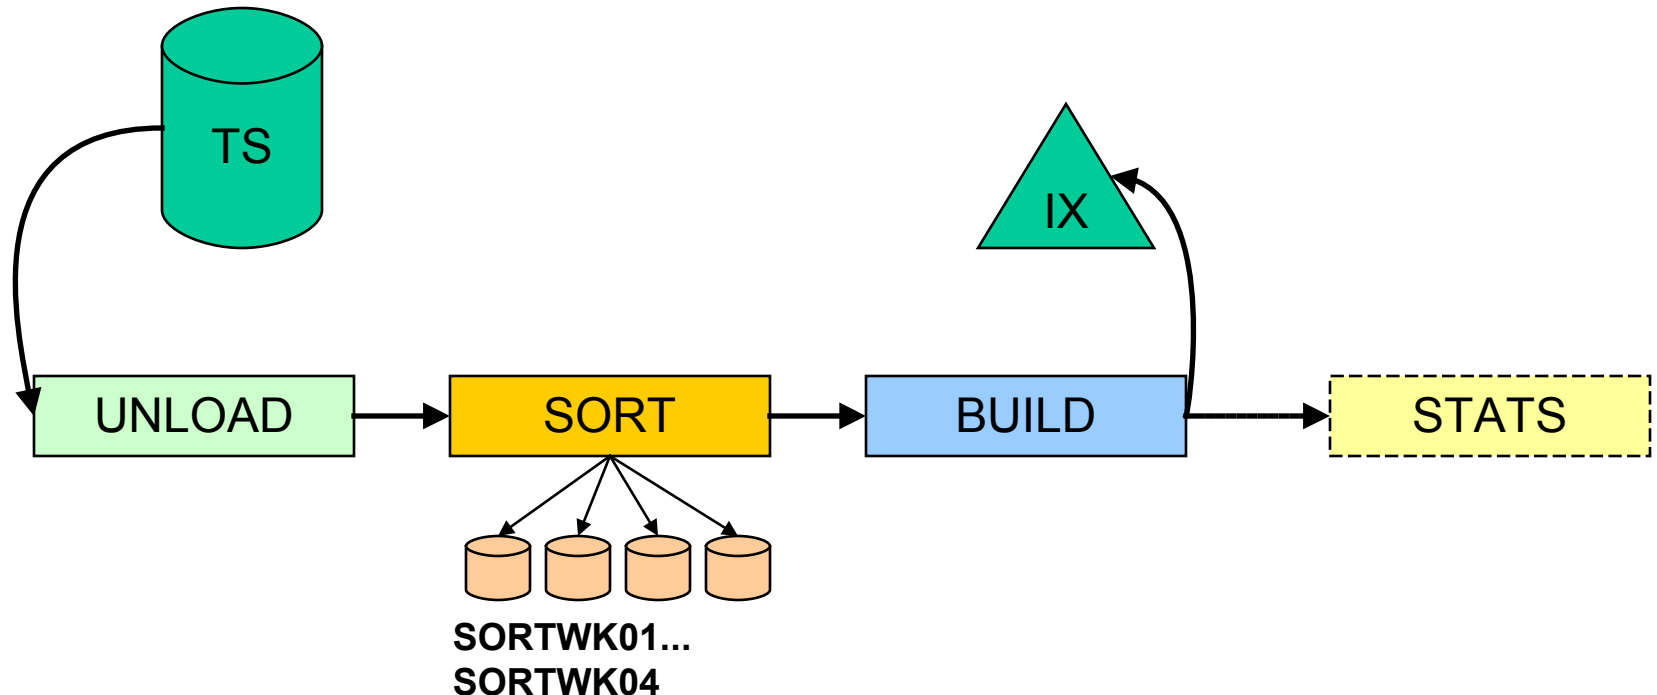 TS
IX
UNLOAD
SORT
BUILD
STATS
SORTWK01...
SORTWK04